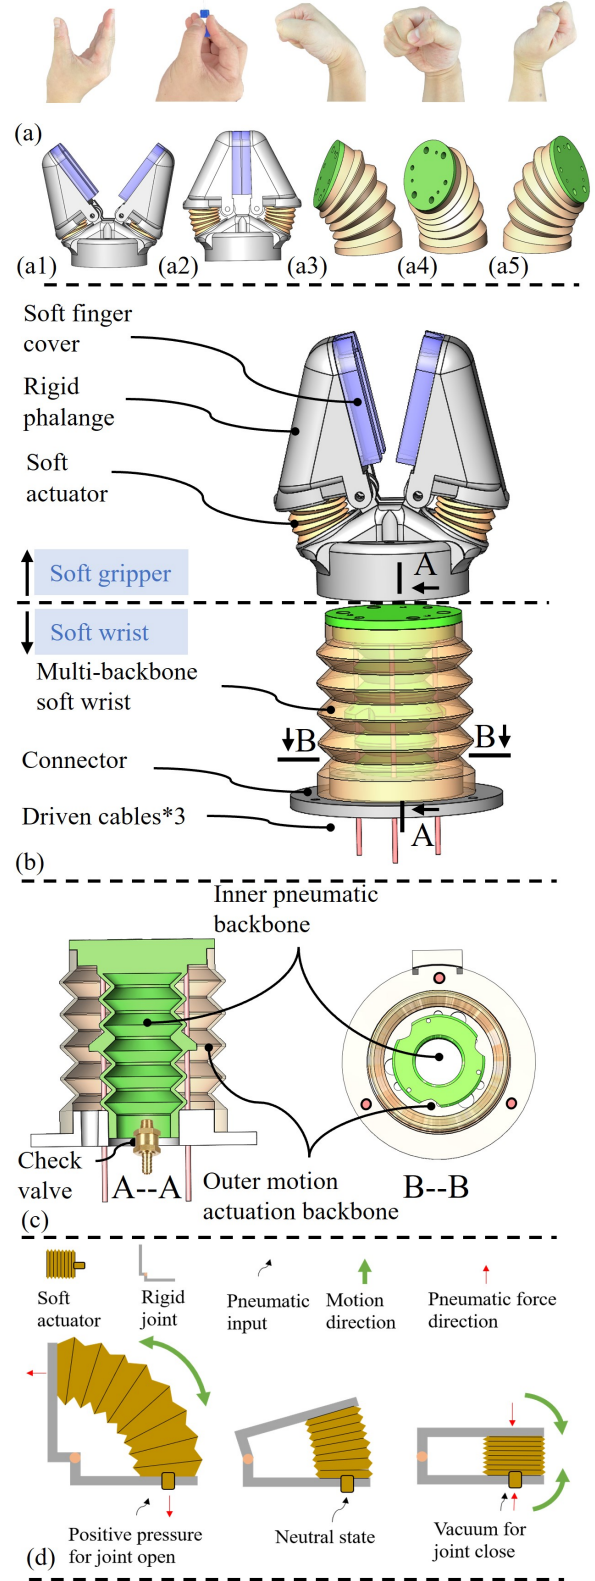 (a)
(a1)
(a2)
(a3)
(a4)
(a5)
Soft finger
cover
Rigid
phalange
Soft
actuator
A
Soft gripper
Soft wrist
Multi-backbone
soft wrist
B
B
Connector
Driven cables*3
A
(b)
Inner pneumatic
backbone
Check
valve
A--A
Outer motion
actuation backbone
B--B
(c)
Soft
actuator
Rigid
joint
Pneumatic
input
Motion
direction
Pneumatic force
direction
Positive pressure
for joint open
Neutral state
Vacuum for
joint close
(d)